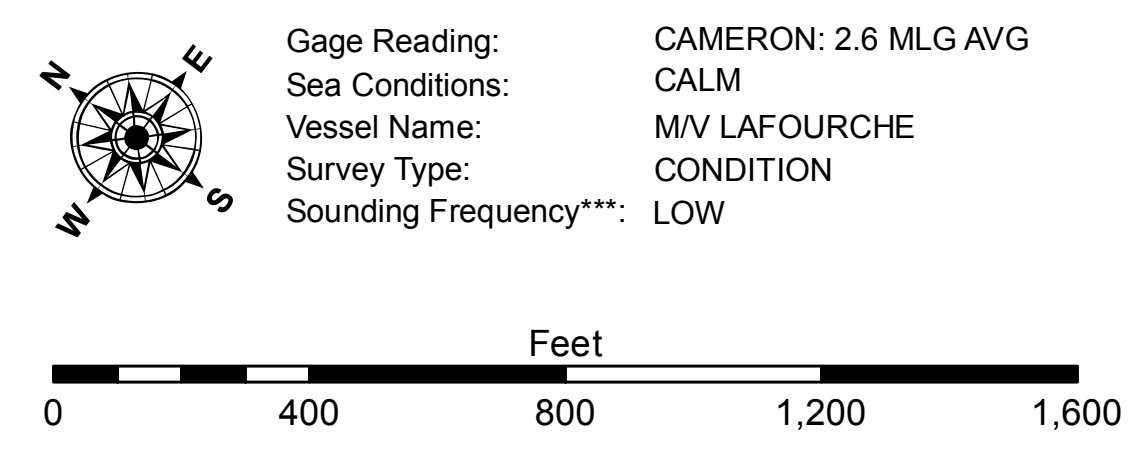 N
E
W
S
Gage Reading: CAMERON: 2.6 MLG AVG
Sea Conditions: CALM
Vessel Name: M/V LAFOURCHE
Survey Type: CONDITION
Sounding Frequency***: LOW
Feet
0 400 800 1,200 1,600